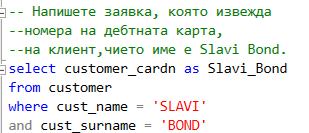 -- Напишете заявка, която извежда
--номера на дебтната карта,
--на клиент,чието име е Slavi Bond.
select customer_cardn as Slavi_Bond
from customer
where cust_name = 'SLAVI'
and cust_surname = 'BOND'